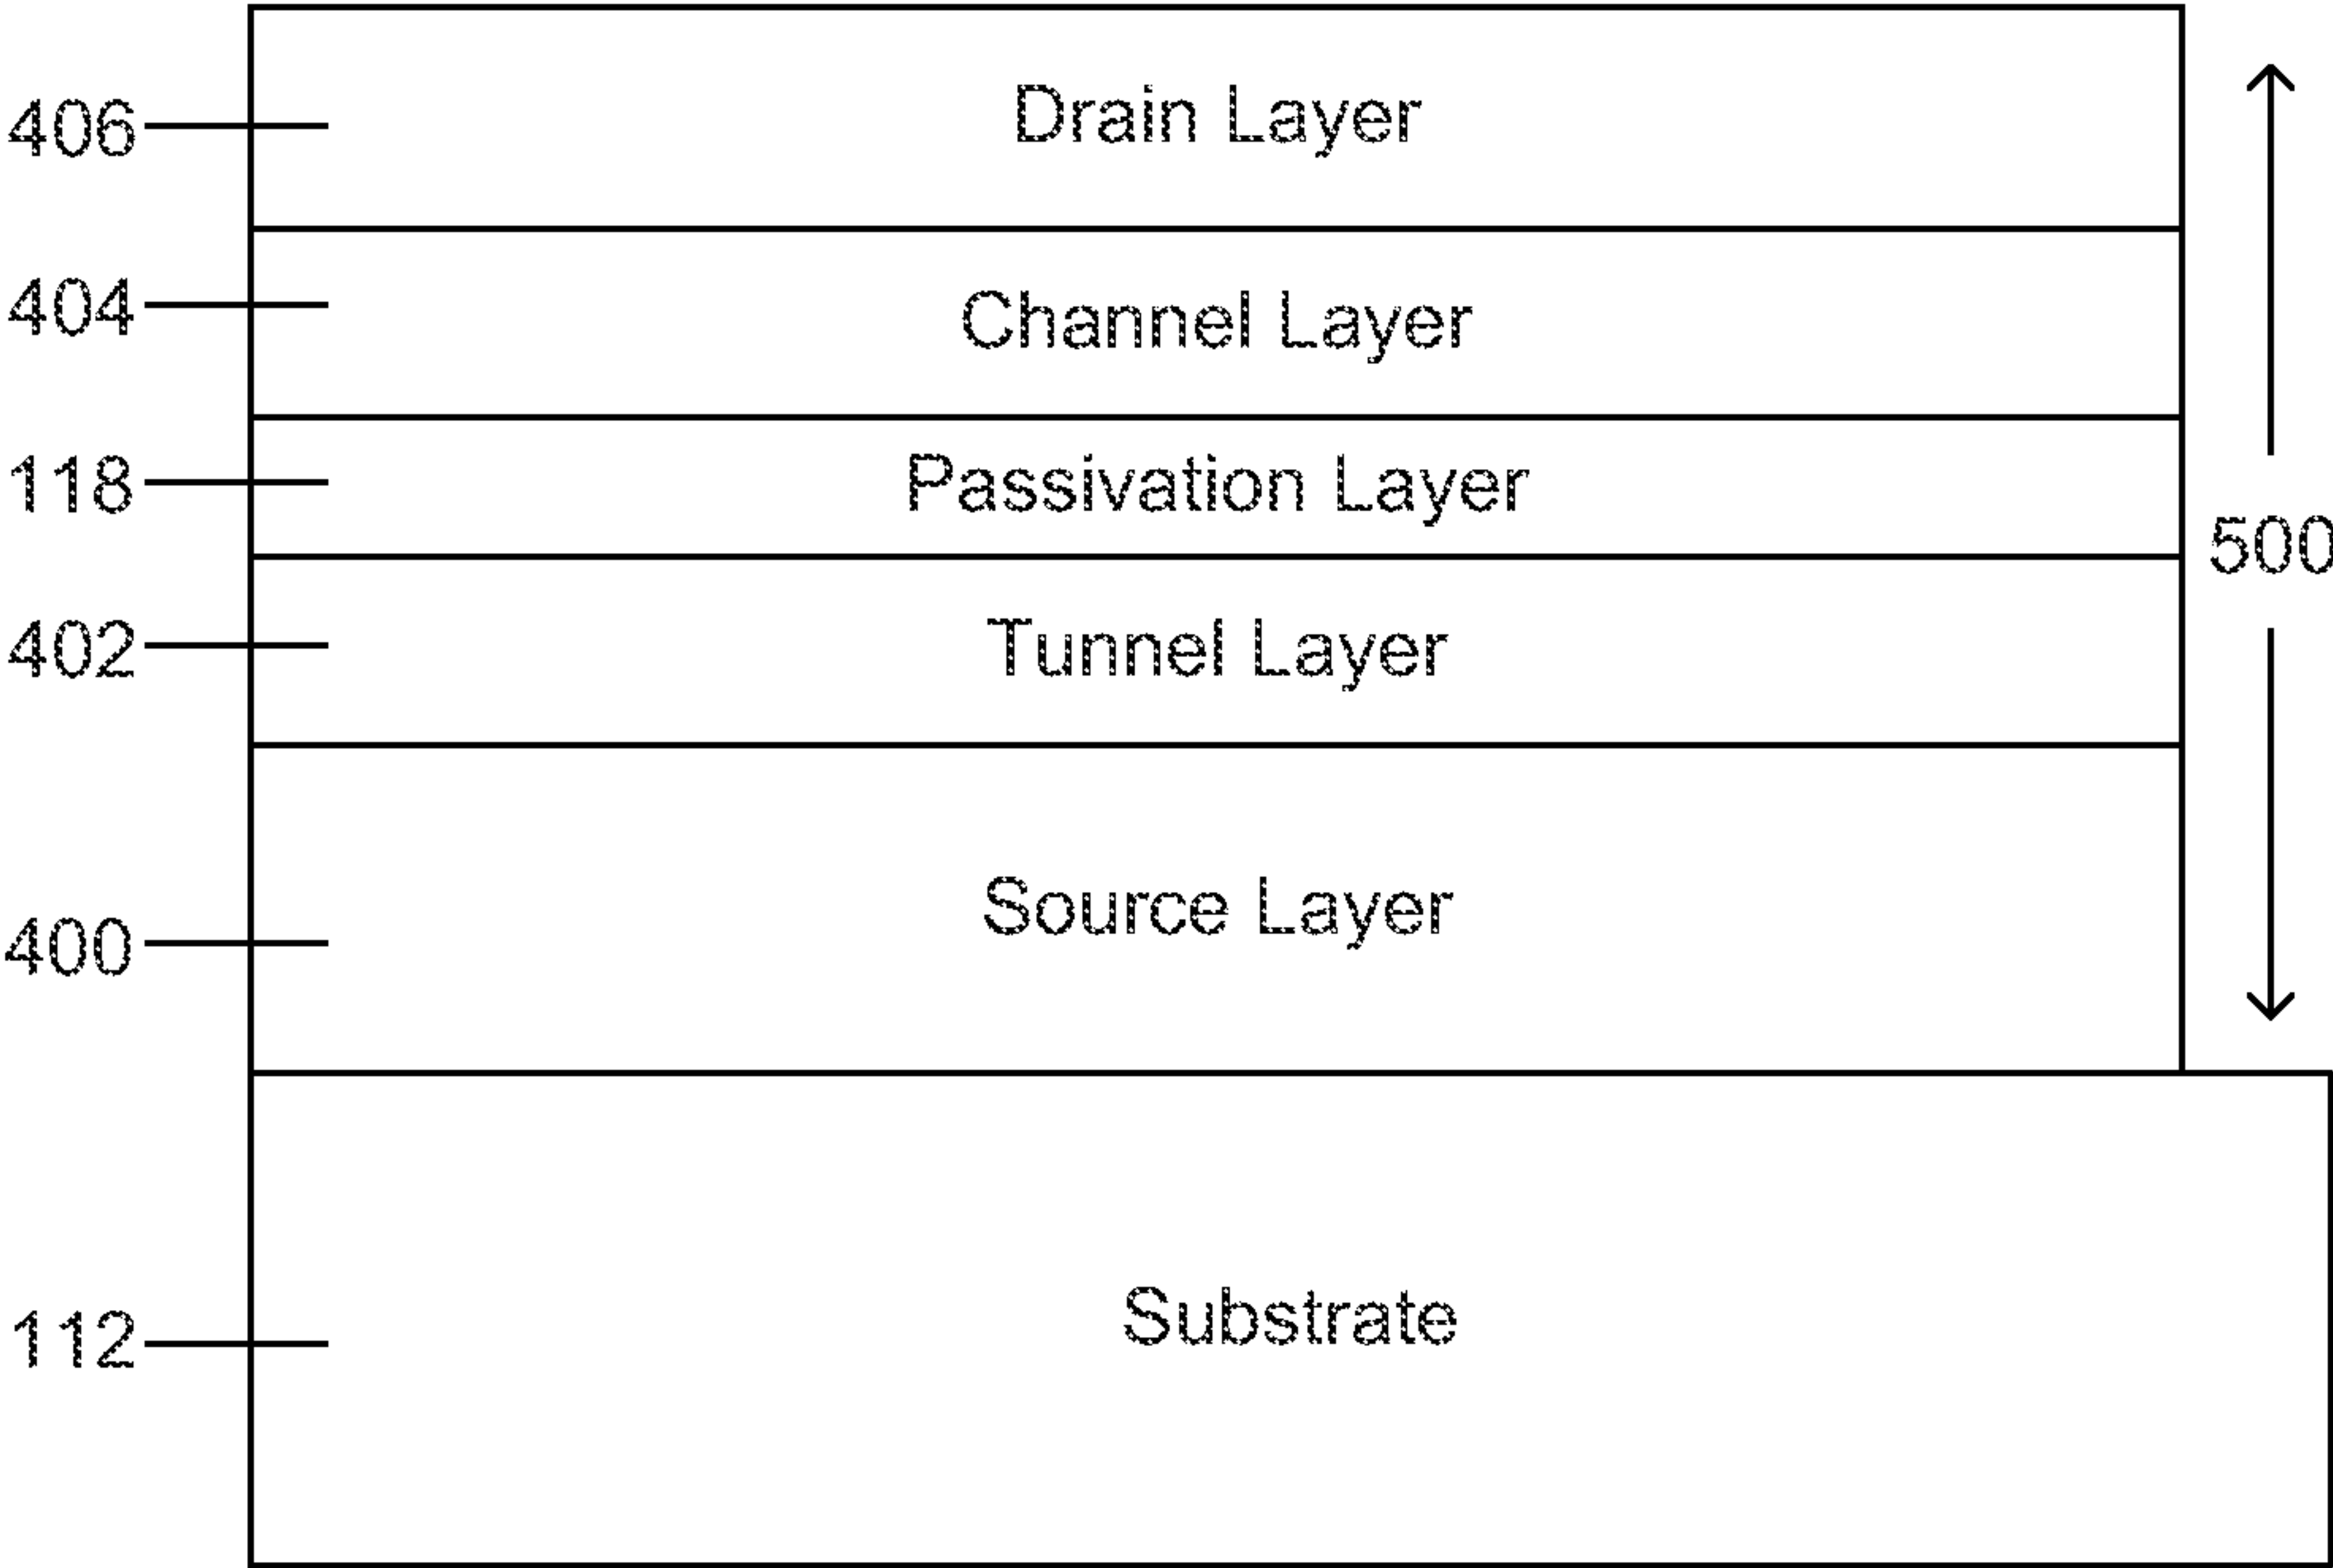 406 Drain Layer
404 Channel Layer
118 Passivation Layer
500
402 Tunnel Layer
400 Source Layer
112 Substrate